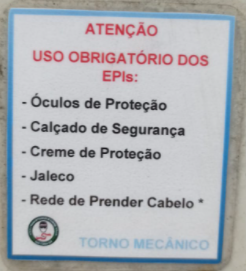 ATENÇÃO
USO OBRIGATÓRIO DOS
EPIs:
- Óculos de Proteção
- Calçado de Segurança
- Creme de Proteção
- Jaleco
- Rede de Prender Cabelo *
TORNO MECÂNICO